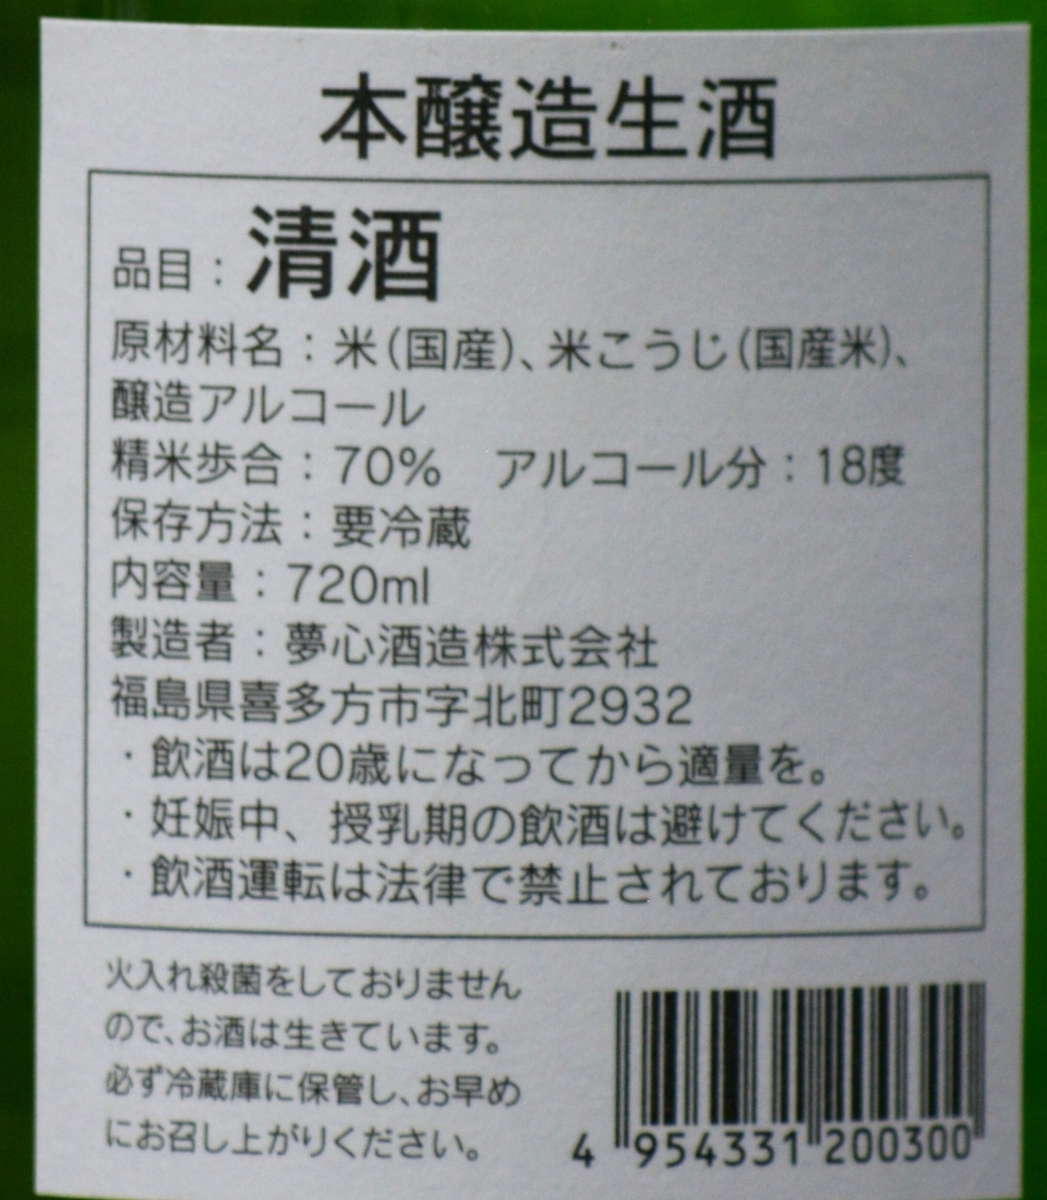 本醸造生酒
品目：清酒
原材料名：米（国産）、米こうじ（国産米）、
醸造アルコール
精米歩合：70%　アルコール分：18度
保存方法：要冷蔵
内容量：720ml
製造者：夢心酒造株式会社
福島県喜多方市字北町2932
・飲酒は20歳になってから適量を。
・妊娠中、授乳期の飲酒は避けてください。
・飲酒運転は法律で禁止されております。
火入れ殺菌をしておりません
ので、お酒は生きています。
必ず冷蔵庫に保管し、お早め
にお召し上がりください。
4 954331 200300